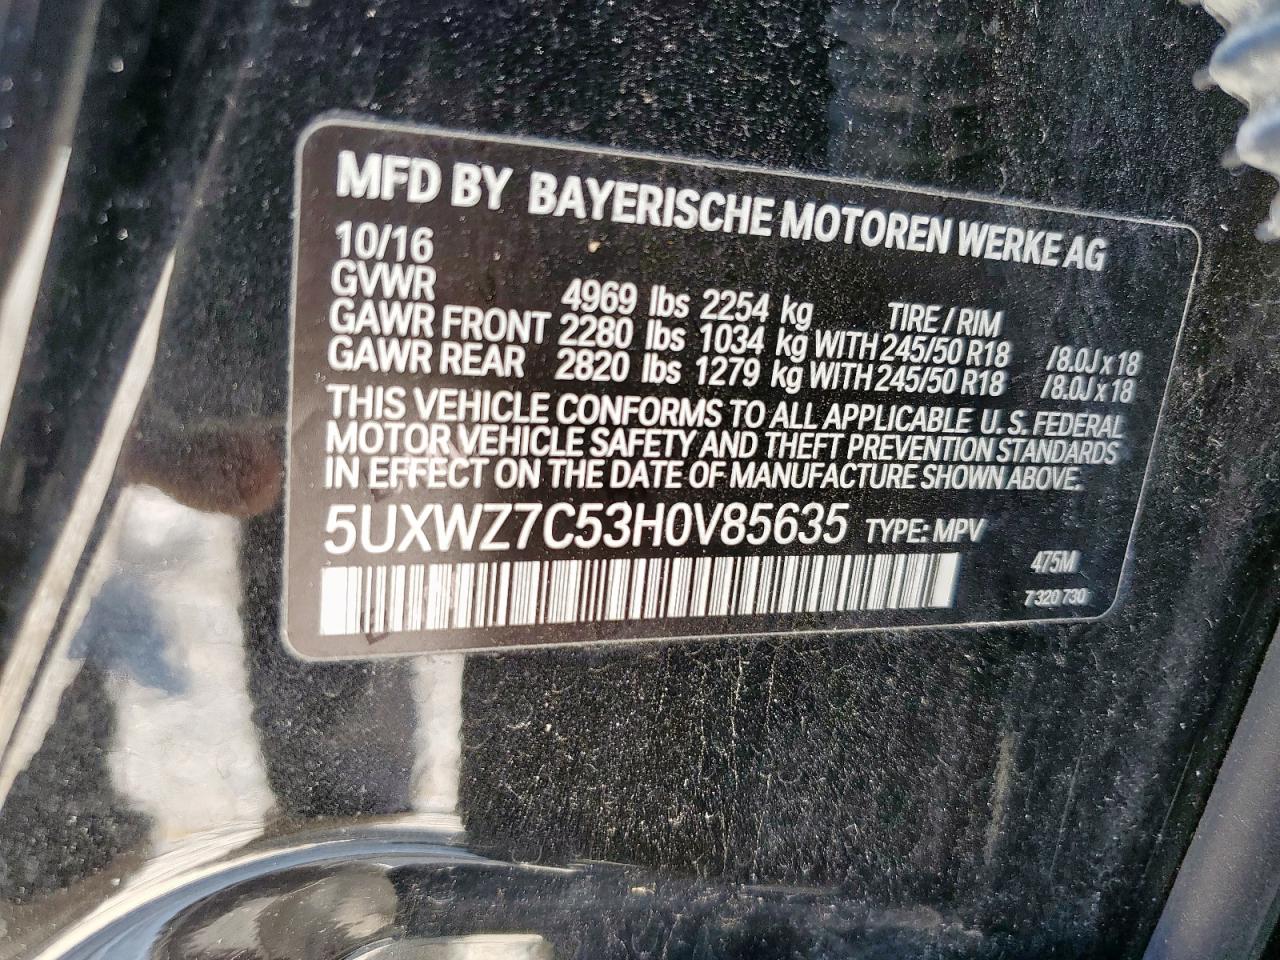 MFD BY BAYERISCHE MOTOREN WERKE AG
10/16
GVWR 4969 lbs 2254 kg TIRE / RIM
GAWR FRONT 2280 lbs 1034 kg WITH 245/50 R18 /8.0J x 18
GAWR REAR 2820 lbs 1279 kg WITH 245/50 R18 /8.0J x 18
THIS VEHICLE CONFORMS TO ALL APPLICABLE U.S. FEDERAL
MOTOR VEHICLE SAFETY AND THEFT PREVENTION STANDARDS
IN EFFECT ON THE DATE OF MANUFACTURE SHOWN ABOVE.
5UXWZ7C53H0V85635 TYPE: MPV
475M
7 320 730